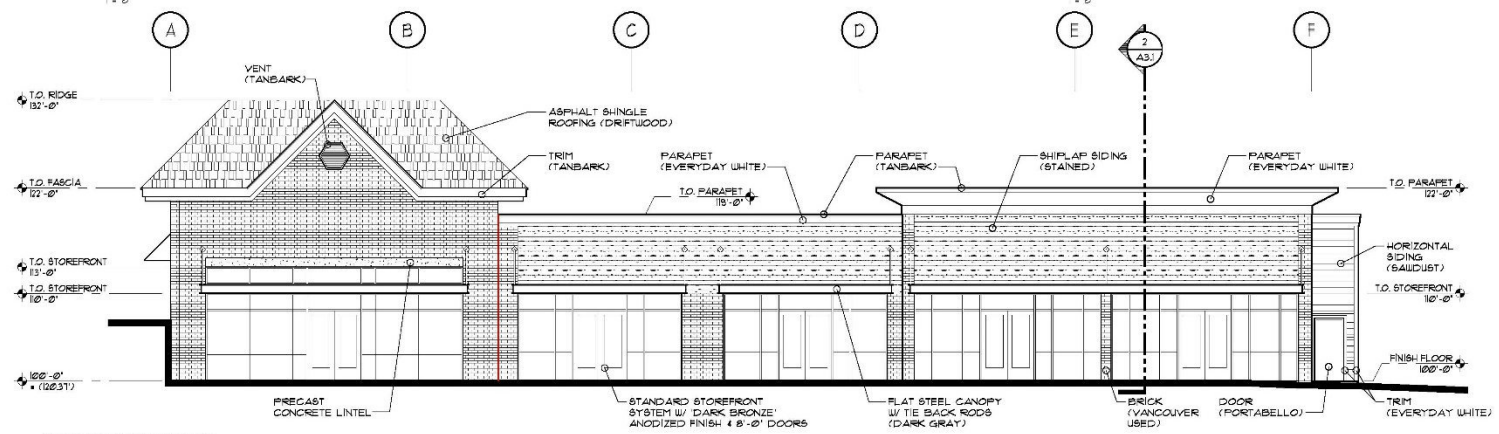 A
B
C
D
E
F
2
A3.1
VENT
(TANBARK)
T.O. RIDGE
132'-0"
ASPHALT SHINGLE
ROOFING (DRIFTWOOD)
TRIM
(TANBARK)
PARAPET
(EVERYDAY WHITE)
PARAPET
(TANBARK)
SHIPLAP SIDING
(STAINED)
PARAPET
(EVERYDAY WHITE)
T.O. FASCIA
122'-0"
T.O. PARAPET
119'-0"
T.O. PARAPET
122'-0"
T.O. STOREFRONT
113'-0"
T.O. STOREFRONT
110'-0"
HORIZONTAL
SIDING
(SAWDUST)
T.O. STOREFRONT
110'-0"
FINISH FLOOR
100'-0"
100'-0"
= (120.37')
PRECAST
CONCRETE LINTEL
STANDARD STOREFRONT
SYSTEM W/ 'DARK BRONZE'
ANODIZED FINISH & 8'-0" DOORS
FLAT STEEL CANOPY
W/ TIE BACK RODS
(DARK GRAY)
BRICK
(VANCOUVER
USED)
DOOR
(PORTABELLO)
TRIM
(EVERYDAY WHITE)